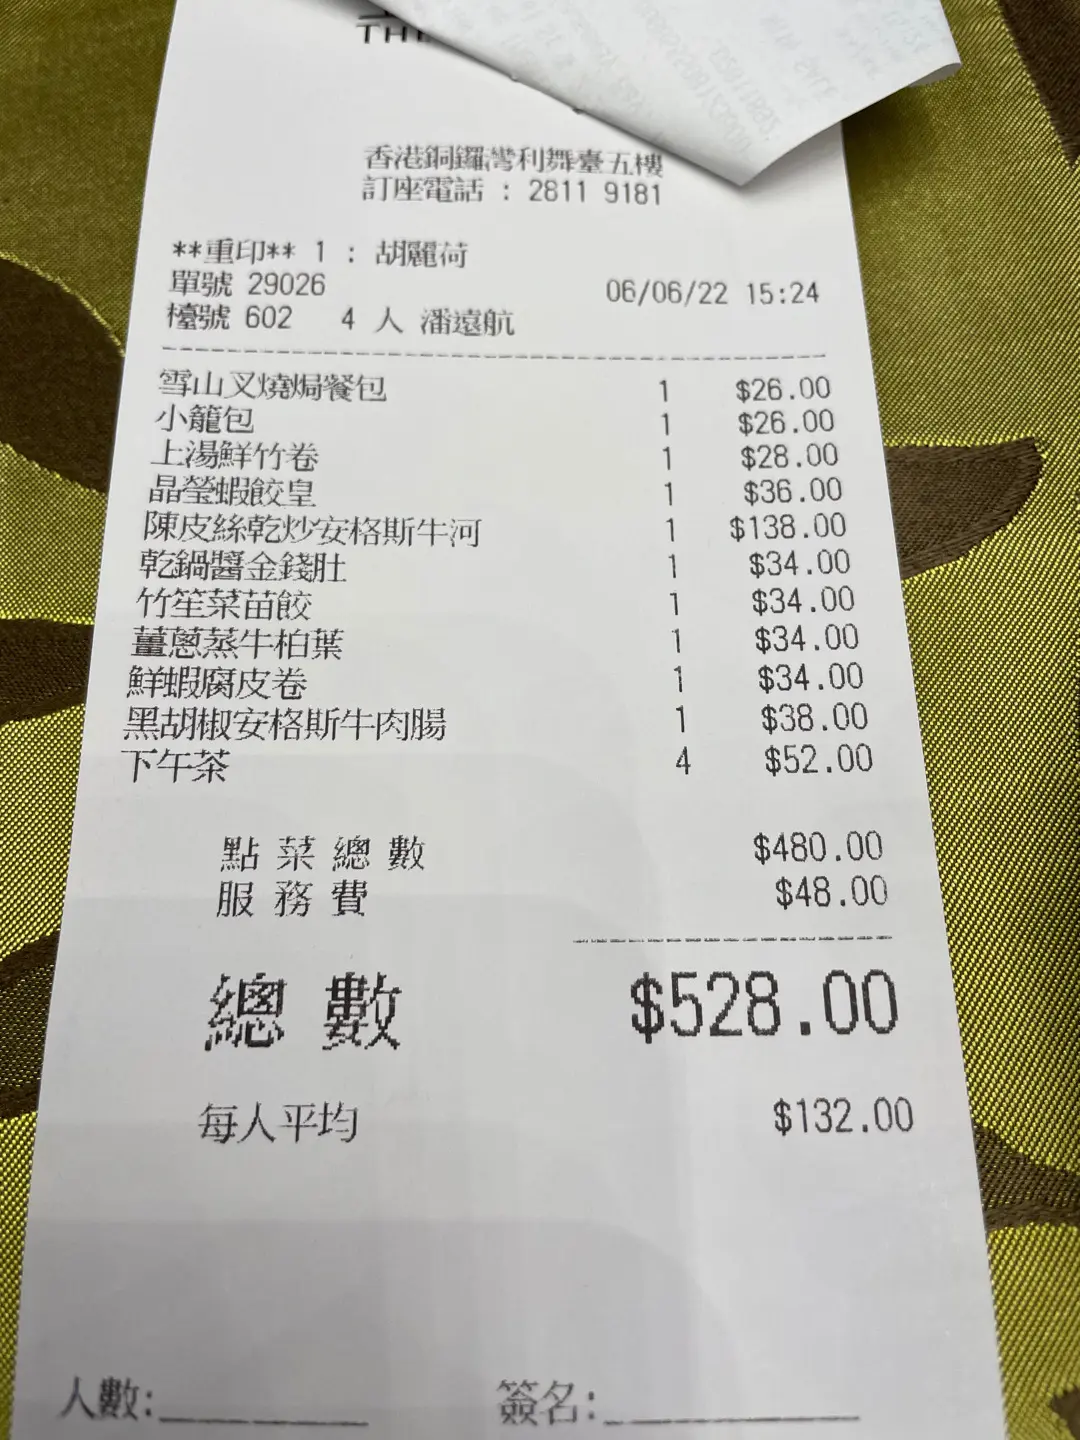 香港銅鑼灣利舞臺五樓
訂座電話 : 2811 9181
**重印** 1 : 胡麗荷
單號 29026 06/06/22 15:24
檯號 602 4 人 潘遠航
雪山叉燒焗餐包 1 $26.00
小籠包 1 $26.00
上湯鮮竹卷 1 $28.00
晶瑩蝦餃皇 1 $36.00
陳皮絲乾炒安格斯牛河 1 $138.00
乾鍋醬金錢肚 1 $34.00
竹笙菜苗餃 1 $34.00
薑蔥蒸牛柏葉 1 $34.00
鮮蝦腐皮卷 1 $34.00
黑胡椒安格斯牛肉腸 1 $38.00
下午茶 4 $52.00
點菜總數 $480.00
服務費 $48.00
總數 $528.00
每人平均 $132.00
人數: 簽名: